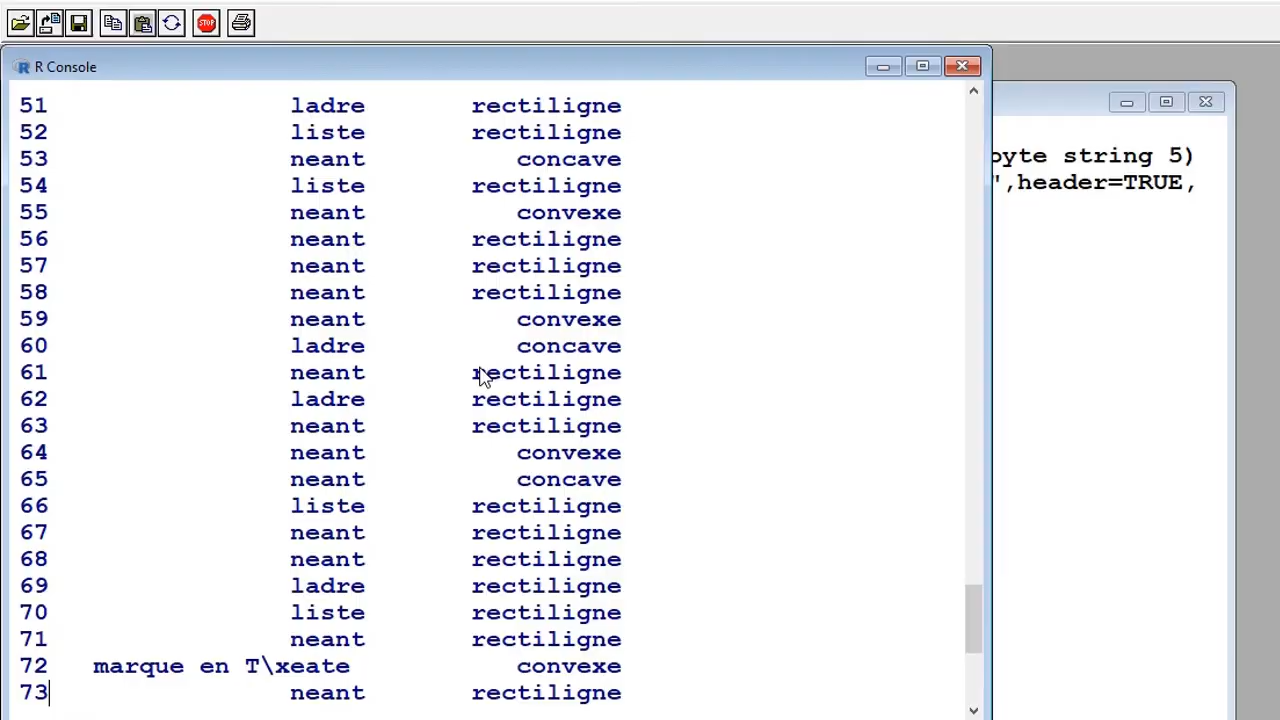 R Console
51 ladre rectiligne
52 liste rectiligne
53 neant concave
54 liste rectiligne
55 neant convexe
56 neant rectiligne
57 neant rectiligne
58 neant rectiligne
59 neant convexe
60 ladre concave
61 neant rectiligne
62 ladre rectiligne
63 neant rectiligne
64 neant convexe
65 neant concave
66 liste rectiligne
67 neant rectiligne
68 neant rectiligne
69 ladre rectiligne
70 liste rectiligne
71 neant rectiligne
72 marque en T\xeate convexe
73 neant rectiligne
string 5)
",header=TRUE,
STOP